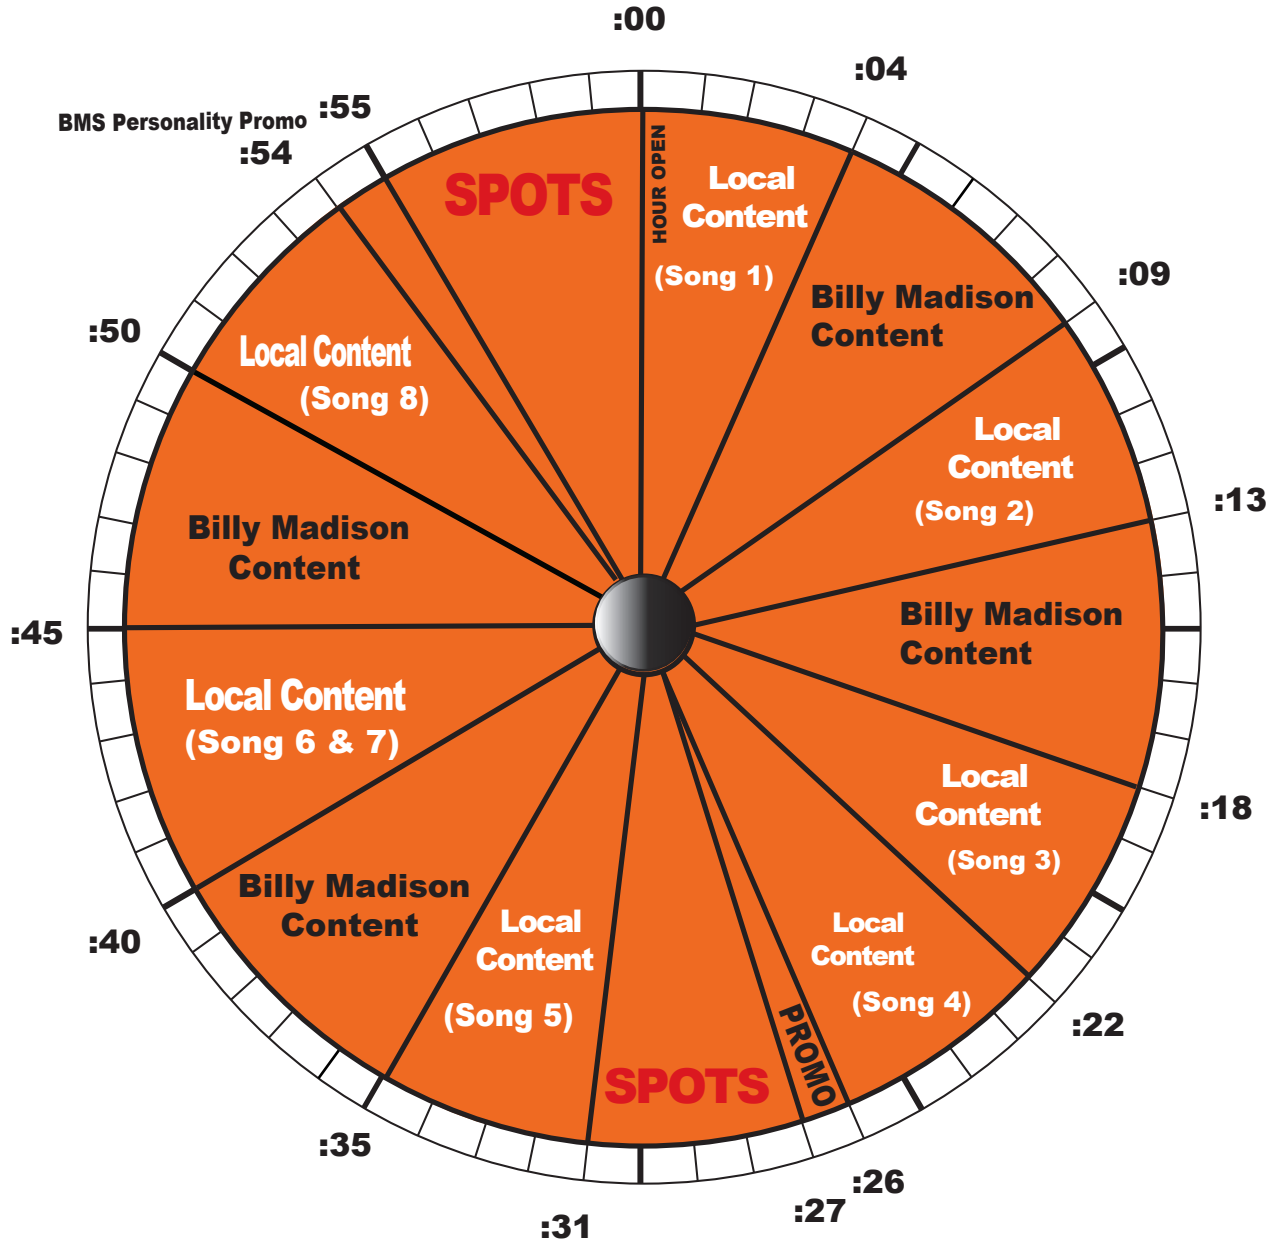 :00
:04
:55
BMS Personality Promo
:54
SPOTS
HOUR OPEN
Local
Content
(Song 1)
Billy Madison
Content
:09
Local
Content
(Song 2)
:13
Billy Madison
Content
:18
Local
Content
(Song 3)
:22
Local
Content
(Song 4)
:26
PROMO
:27
SPOTS
:31
Local
Content
(Song 5)
:35
Billy Madison
Content
:40
Local Content
(Song 6 & 7)
:45
Billy Madison
Content
:50
Local Content
(Song 8)